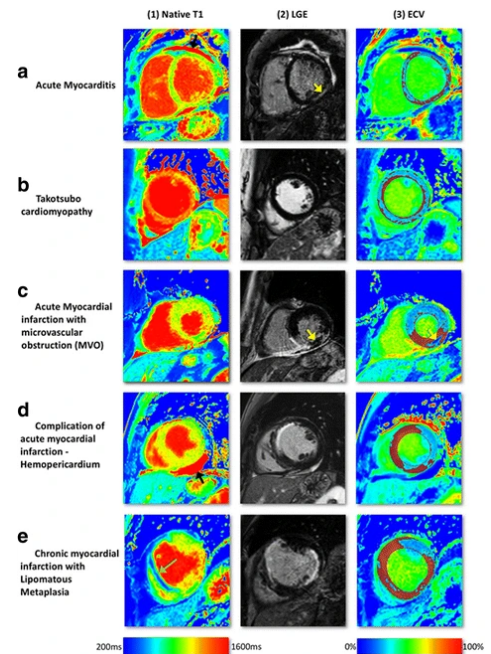 (1) Native T1 (2) LGE (3) ECV
a
Acute Myocarditis
b
Takotsubo
cardiomyopathy
c
Acute Myocardial
infarction with
microvascular
obstruction (MVO)
d
Complication of
acute myocardial
infarction -
Hemopericardium
e
Chronic myocardial
infarction with
Lipomatous
Metaplasia
200ms 1600ms 0% 100%